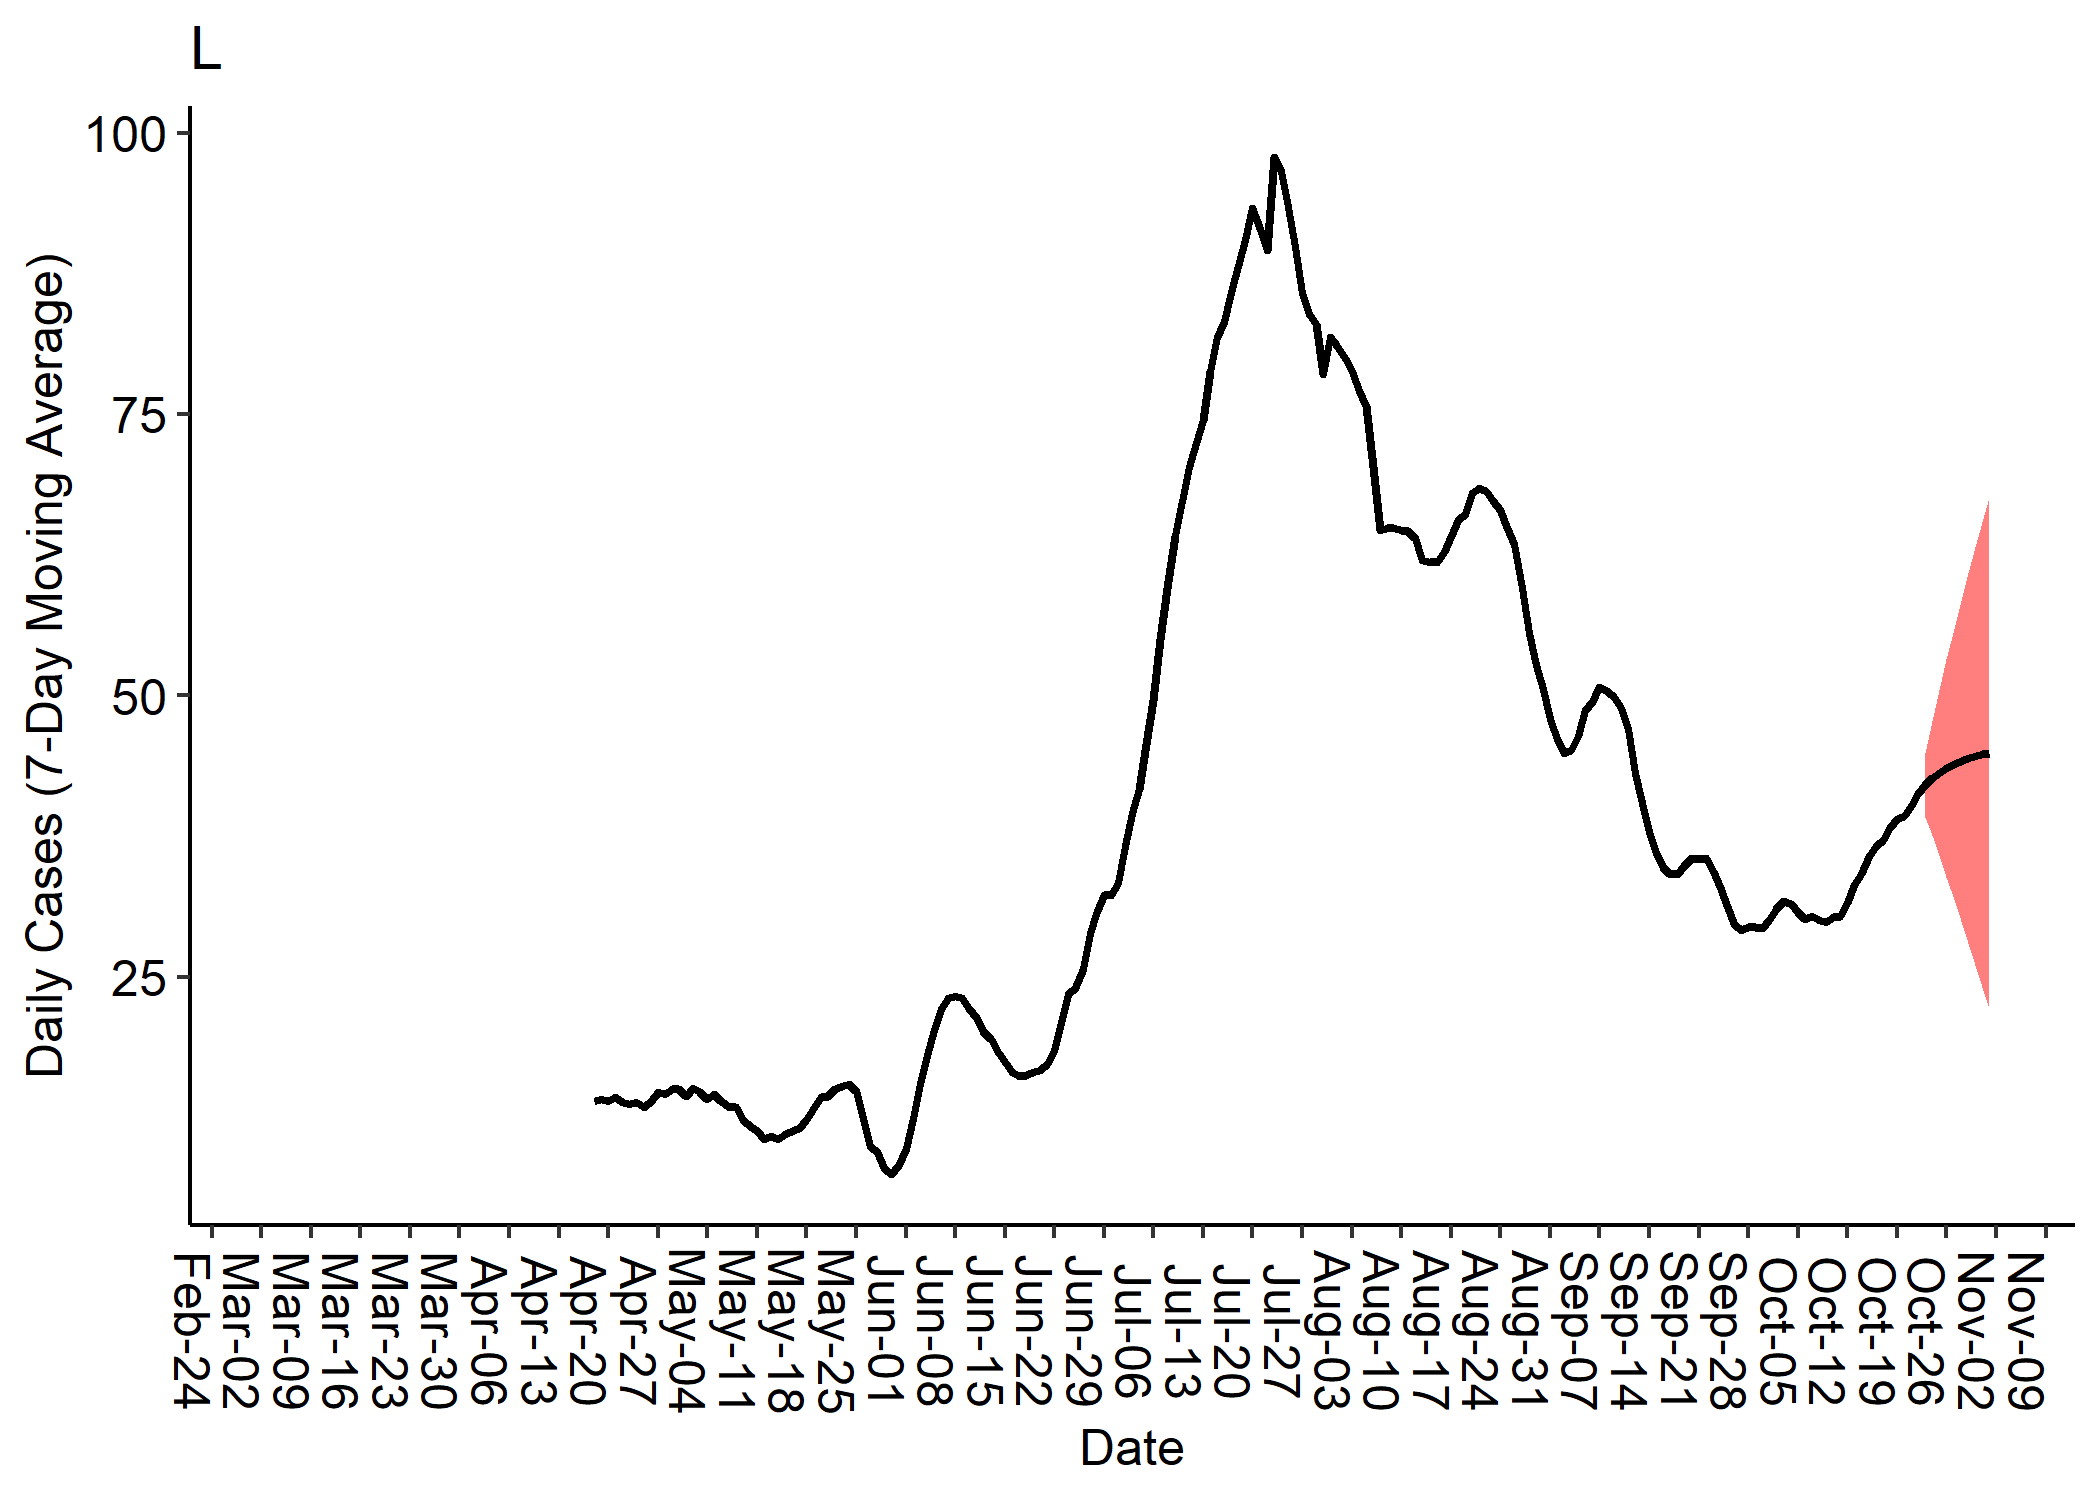 L
100
75
50
25
Daily Cases (7-Day Moving Average)
Feb-24
Mar-02
Mar-09
Mar-16
Mar-23
Mar-30
Apr-06
Apr-13
Apr-20
Apr-27
May-04
May-11
May-18
May-25
Jun-01
Jun-08
Jun-15
Jun-22
Jun-29
Jul-06
Jul-13
Jul-20
Jul-27
Aug-03
Aug-10
Aug-17
Aug-24
Aug-31
Sep-07
Sep-14
Sep-21
Sep-28
Oct-05
Oct-12
Oct-19
Oct-26
Nov-02
Nov-09
Date